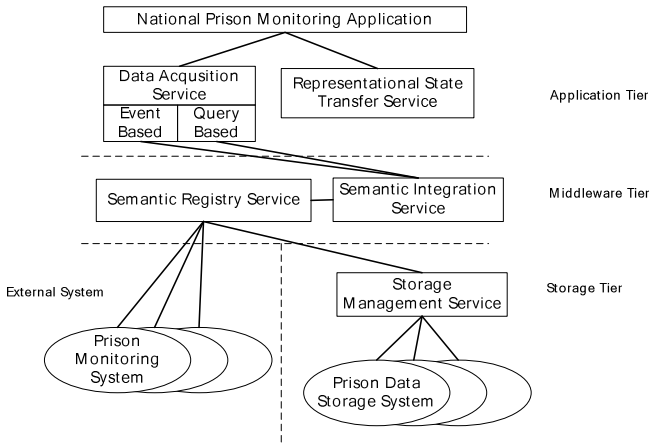 National Prison Monitoring Application
Data Acqusition
Service
Event
Based
Query
Based
Representational State
Transfer Service
Application Tier
Semantic Registry Service
Semantic Integration
Service
Middleware Tier
External System
Storage
Management Service
Storage Tier
Prison
Monitoring
System
Prison Data
Storage System